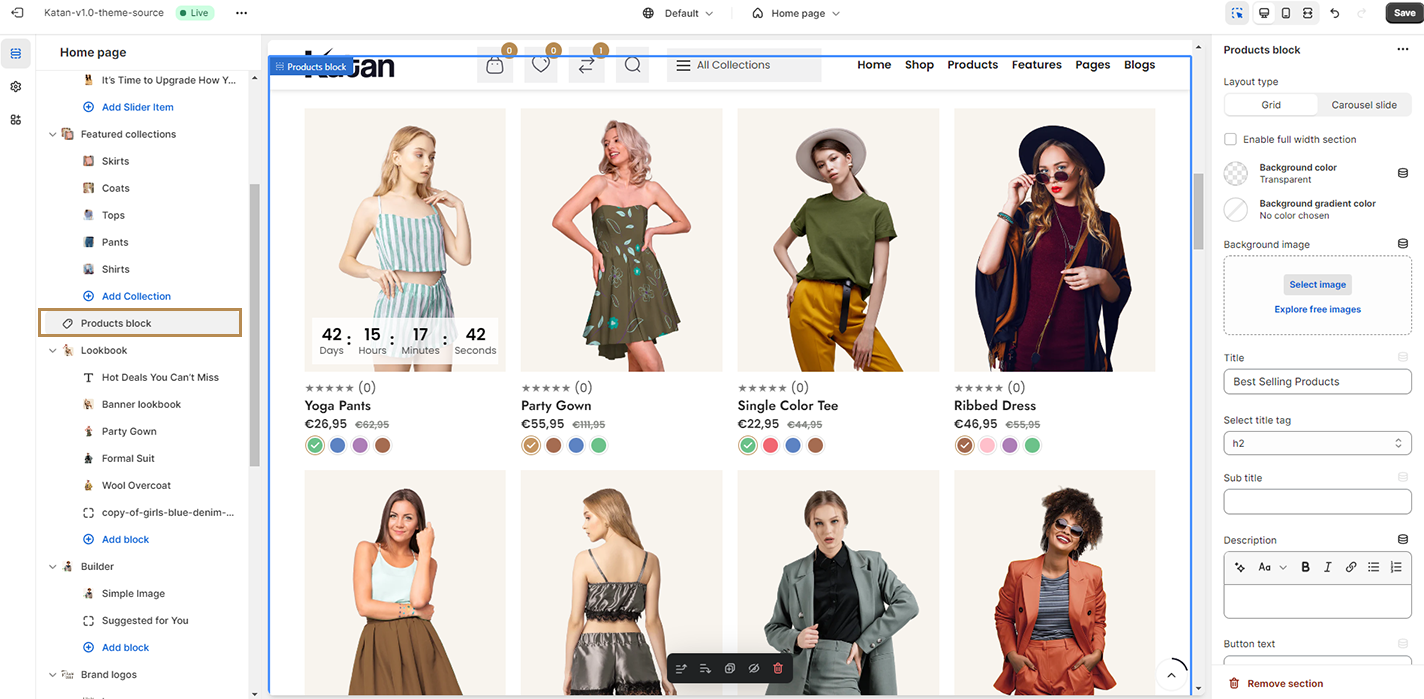 Katan-v1.0-theme-source
Live
Default
Home page
Save
Home page
It's Time to Upgrade How Y...
Add Slider Item
Featured collections
Skirts
Coats
Tops
Pants
Shirts
Add Collection
Products block
Lookbook
Hot Deals You Can't Miss
Banner lookbook
Party Gown
Formal Suit
Wool Overcoat
copy-of-girls-blue-denim-...
Add block
Builder
Simple Image
Suggested for You
Add block
Brand logos
Products block
Katan
0
0
1
All Collections
Home Shop Products Features Pages Blogs
42 : 15 : 17 : 42
Days Hours Minutes Seconds
★★★★★ (0)
Yoga Pants
€26,95 €62,95
★★★★★ (0)
Party Gown
€55,95 €111,95
★★★★★ (0)
Single Color Tee
€22,95 €44,95
★★★★★ (0)
Ribbed Dress
€46,95 €55,95
Products block
Layout type
Grid Carousel slide
Enable full width section
Background color
Transparent
Background gradient color
No color chosen
Background image
Select image
Explore free images
Title
Best Selling Products
Select title tag
h2
Sub title
Description
Aa B I
Button text
Remove section